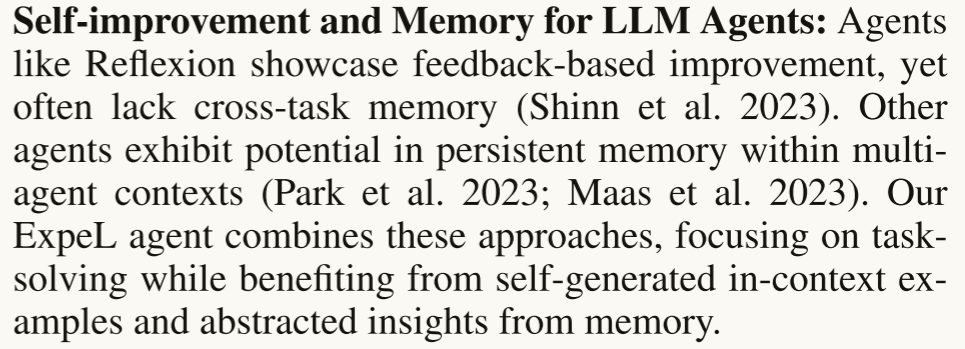 Self-improvement and Memory for LLM Agents: Agents
like Reflexion showcase feedback-based improvement, yet
often lack cross-task memory (Shinn et al. 2023). Other
agents exhibit potential in persistent memory within multi-
agent contexts (Park et al. 2023; Maas et al. 2023). Our
ExpeL agent combines these approaches, focusing on task-
solving while benefiting from self-generated in-context ex-
amples and abstracted insights from memory.